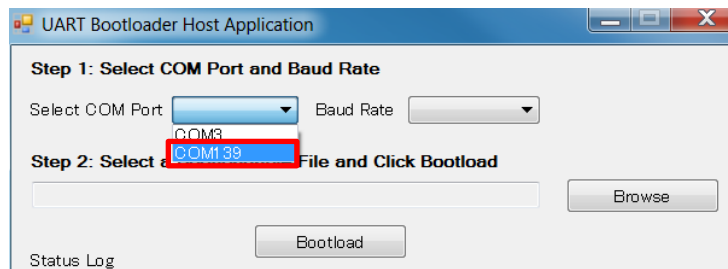 UART Bootloader Host Application
Step 1: Select COM Port and Baud Rate
Select COM Port Baud Rate
COM3
COM139
Step 2: Select a File and Click Bootload
Browse
Bootload
Status Log